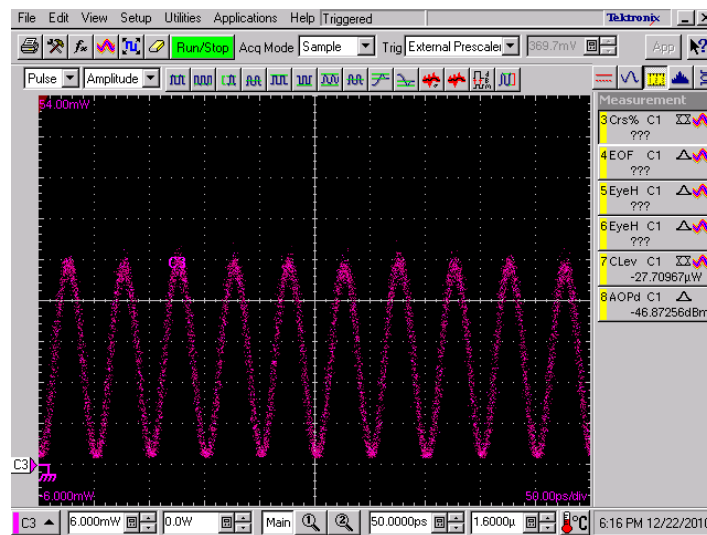 File Edit View Setup Utilities Applications Help Triggered Tektronix
Run/Stop Acq Mode Sample Trig External Prescaler 369.7mV App
Pulse Amplitude
54.00mW
Measurement
3 Crs% C1
???
4 EOF C1
???
5 EyeH C1
???
6 EyeH C1
???
7 CLev C1
-27.70967µW
8 AOPd C1
-46.87256dBm
C3
C3
-6.000mW 50.00ps/div
C3 6.000mW 0.0W Main 50.0000ps 1.6000µ °C 6:16 PM 12/22/2010